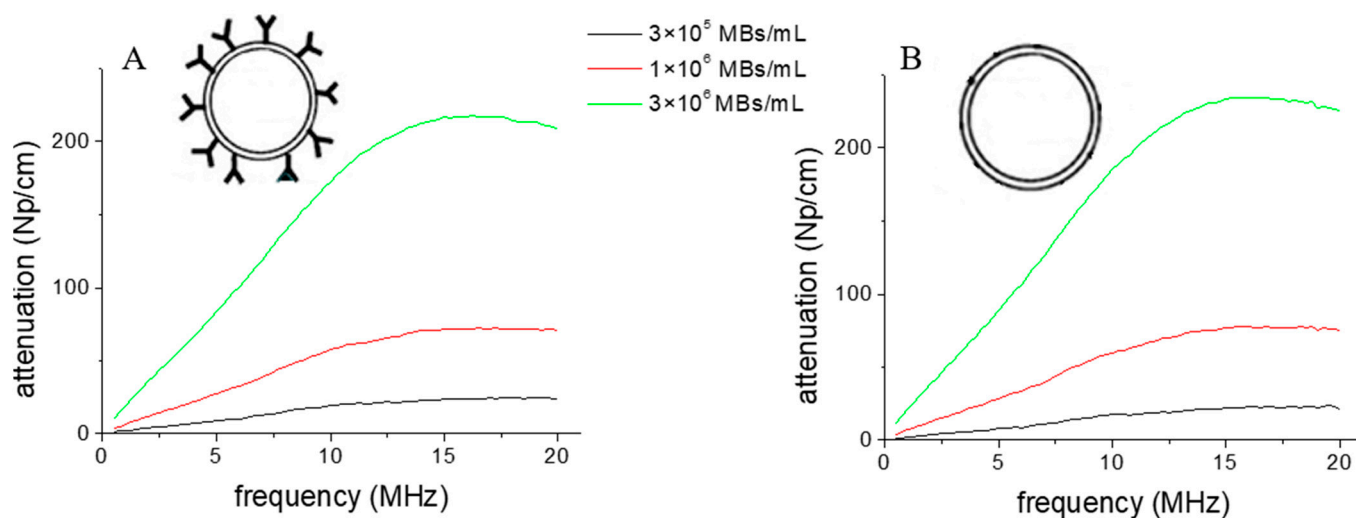 A
3×10⁵ MBs/mL
1×10⁶ MBs/mL
3×10⁶ MBs/mL
B
attenuation (Np/cm)
200
100
0
0
5
10
15
20
frequency (MHz)
attenuation (Np/cm)
200
100
0
0
5
10
15
20
frequency (MHz)